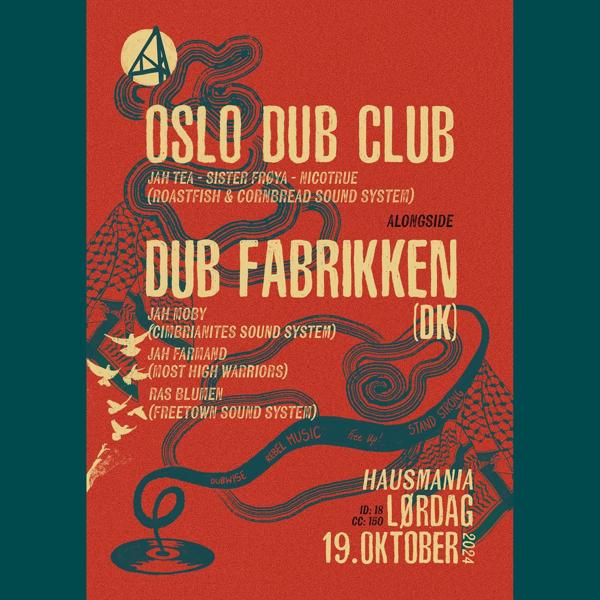 OSLO DUB CLUB
JAH TEA - SISTER FRØYA - NICOTRUE
(ROASTFISH & CORNBREAD SOUND SYSTEM)
ALONGSIDE
DUB FABRIKKEN
(DK)
JAH MOBY
(CIMBRIANITES SOUND SYSTEM)
JAH FARMAND
(MOST HIGH WARRIORS)
RAS BLUMEN
(FREETOWN SOUND SYSTEM)
DUBWISE REBEL MUSIC Free Up! STAND STRONG
HAUSMANIA
ID: 18
CC: 150
LØRDAG
19.OKTOBER
2024